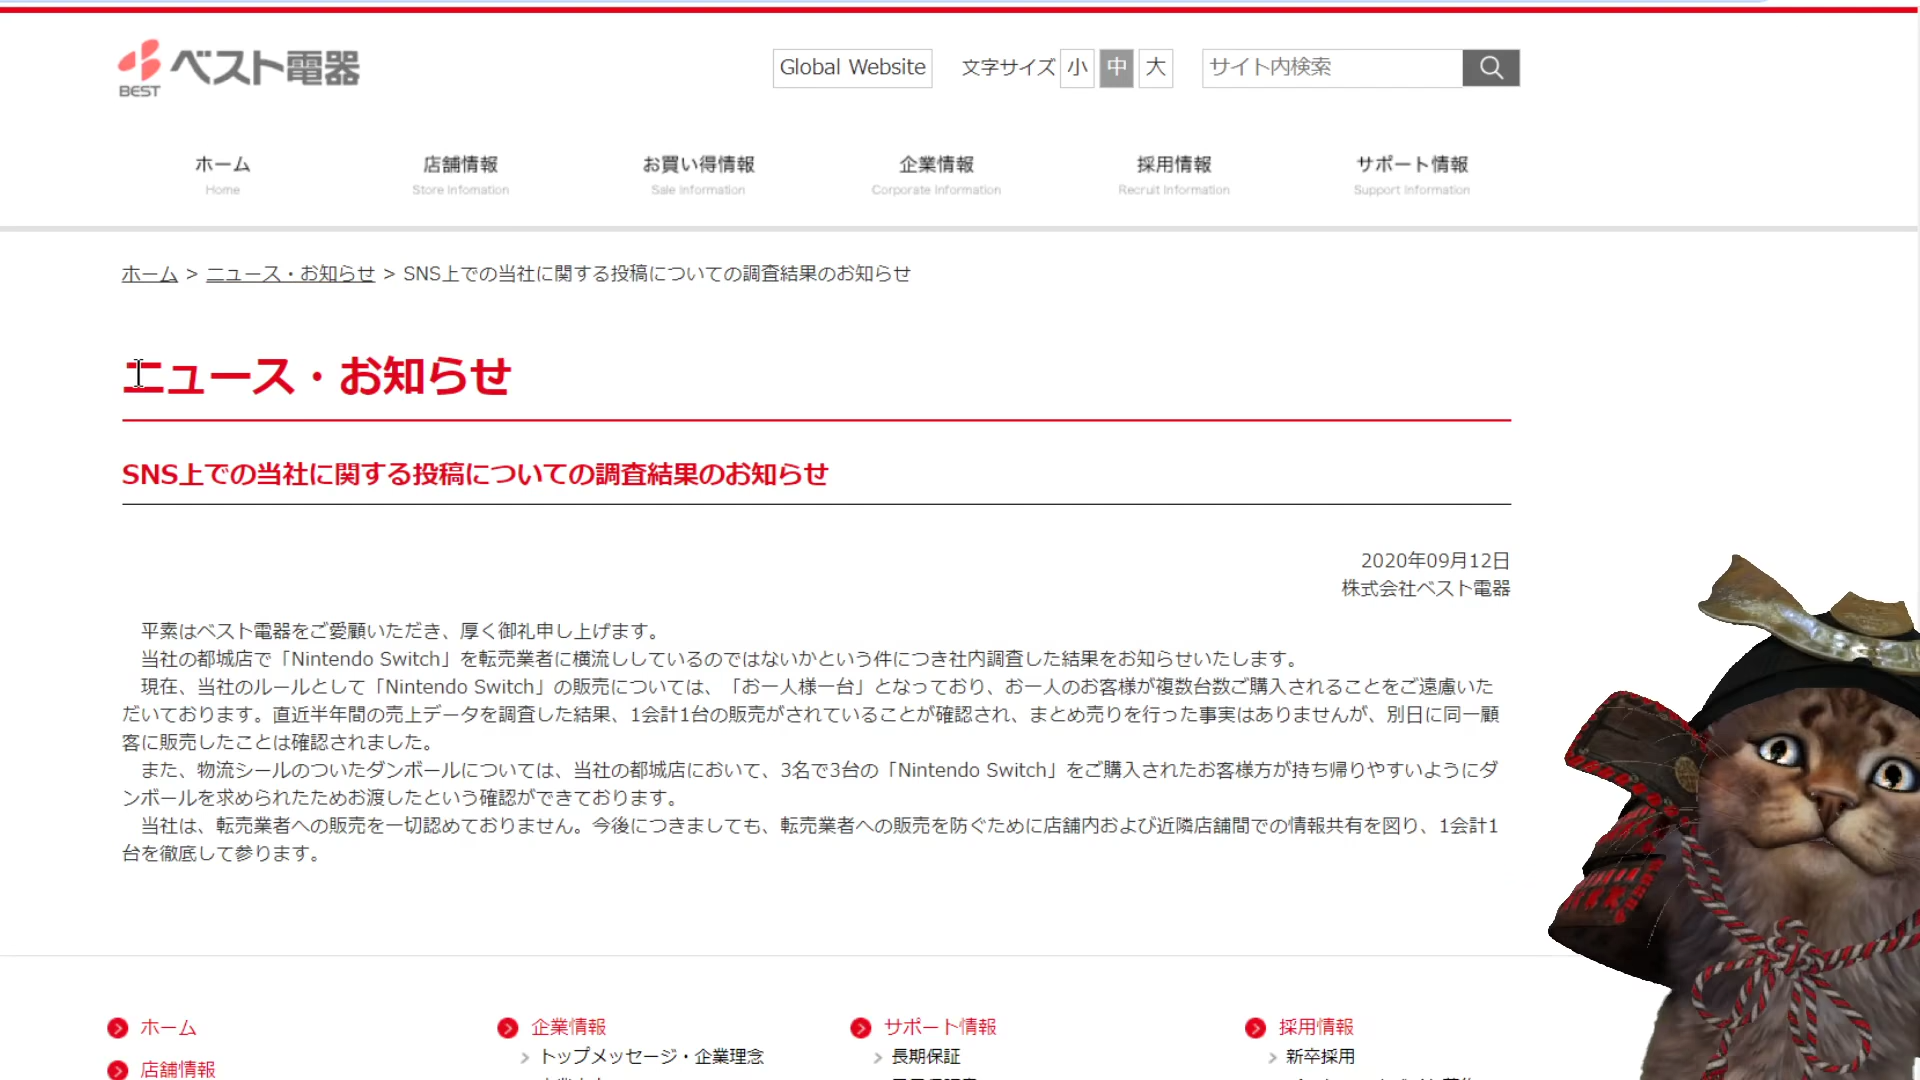 BEST ベスト電器
Global Website 文字サイズ 小 中 大 サイト内検索
ホーム 店舗情報 お買い得情報 企業情報 採用情報 サポート情報
Home Store Infomation Sale Information Corporate Information Recruit Information Support Information
ホーム > ニュース・お知らせ > SNS上での当社に関する投稿についての調査結果のお知らせ
ニュース・お知らせ
SNS上での当社に関する投稿についての調査結果のお知らせ
2020年09月12日
株式会社ベスト電器
平素はベスト電器をご愛顧いただき、厚く御礼申し上げます。
当社の都城店で「Nintendo Switch」を転売業者に横流ししているのではないかという件につき社内調査した結果をお知らせいたします。
現在、当社のルールとして「Nintendo Switch」の販売については、「お一人様一台」となっており、お一人のお客様が複数台数ご購入されることをご遠慮いた
だいております。直近半年間の売上データを調査した結果、1会計1台の販売がされていることが確認され、まとめ売りを行った事実はありませんが、別日に同一顧
客に販売したことは確認されました。
また、物流シールのついたダンボールについては、当社の都城店において、3名で3台の「Nintendo Switch」をご購入されたお客様方が持ち帰りやすいようにダ
ンボールを求められたためお渡したという確認ができております。
当社は、転売業者への販売を一切認めておりません。今後につきましても、転売業者への販売を防ぐために店舗内および近隣店舗間での情報共有を図り、1会計1
台を徹底して参ります。
ホーム 企業情報 サポート情報 採用情報
トップメッセージ・企業理念 長期保証 新卒採用
店舗情報